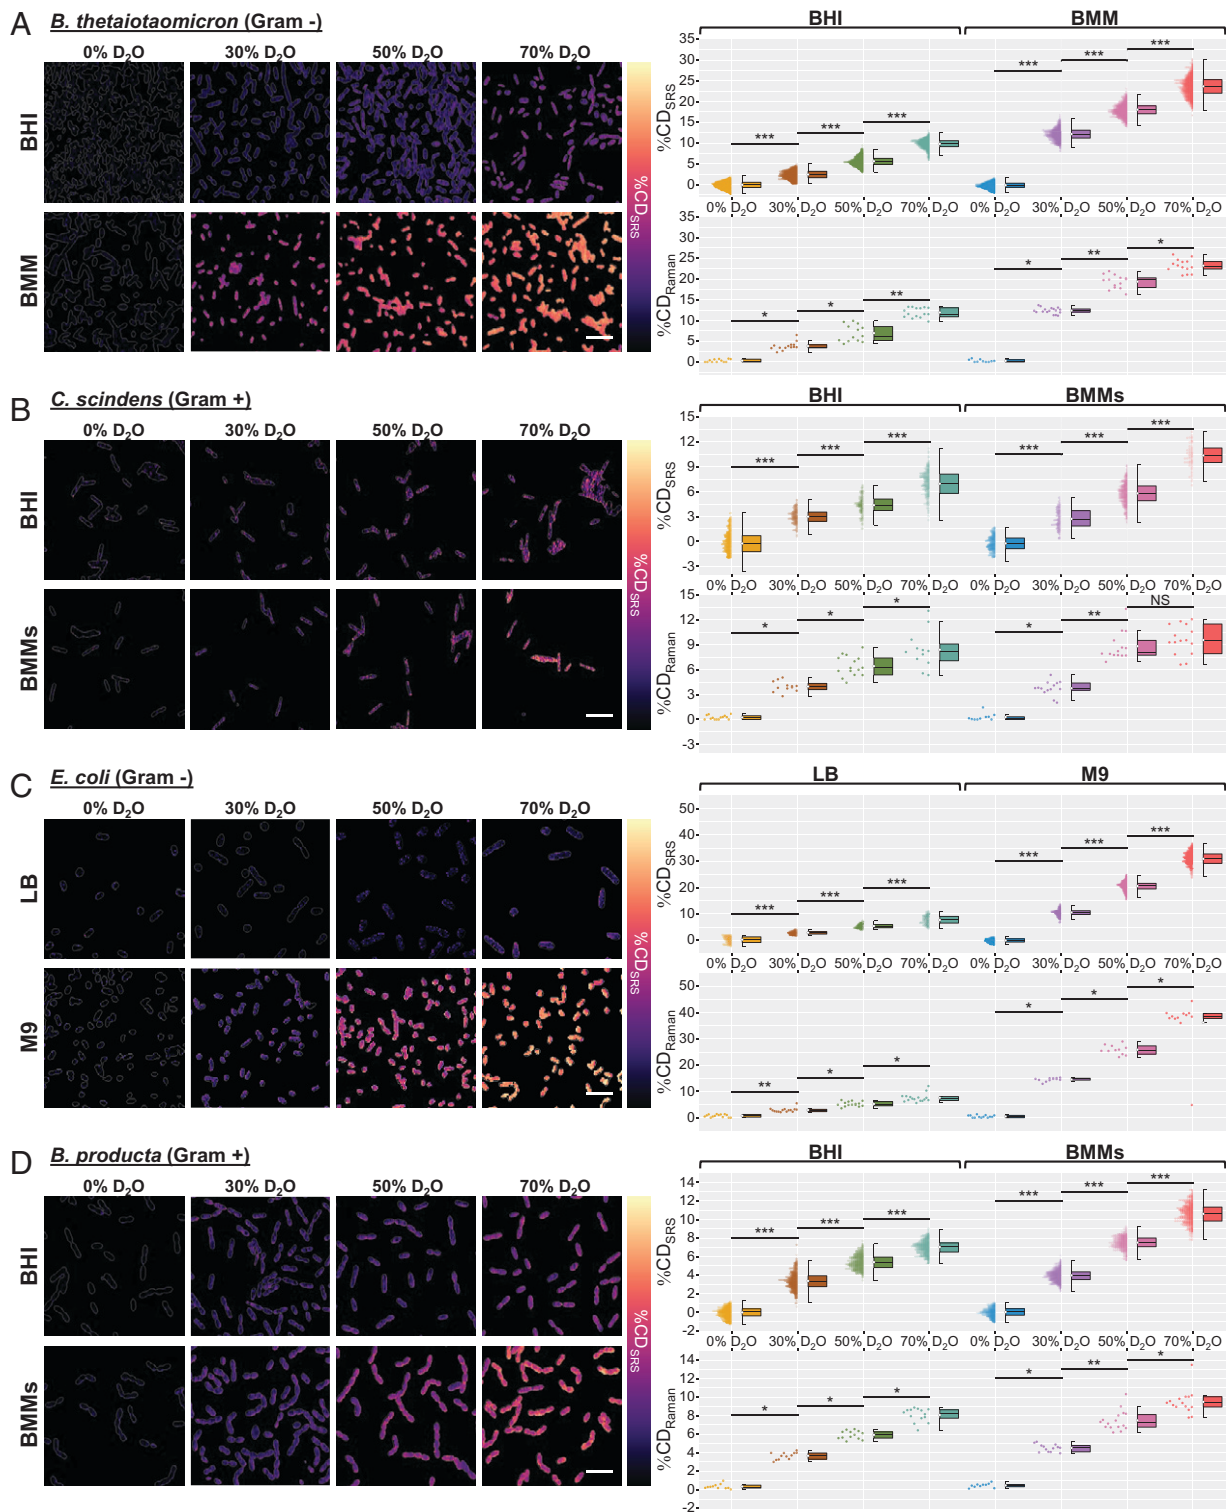 A B. thetaiotaomicron (Gram -)
0% D2O 30% D2O 50% D2O 70% D2O
BHI
BMM
%CDSRS
BHI BMM
35
30
25
20
15
10
5
0
%CDSRS
*** *** *** *** *** ***
0% D2O 30% D2O 50% D2O 70% D2O 0% D2O 30% D2O 50% D2O 70% D2O
35
30
25
20
15
10
5
0
%CDRaman
* * ** * ** *
B C. scindens (Gram +)
0% D2O 30% D2O 50% D2O 70% D2O
BHI
BMMs
%CDSRS
BHI BMMs
15
12
9
6
3
0
-3
%CDSRS
*** *** *** *** *** ***
0% D2O 30% D2O 50% D2O 70% D2O 0% D2O 30% D2O 50% D2O 70% D2O
15
12
9
6
3
0
-3
%CDRaman
* * * * ** NS
C E. coli (Gram -)
0% D2O 30% D2O 50% D2O 70% D2O
LB
M9
%CDSRS
LB M9
50
40
30
20
10
0
%CDSRS
*** *** *** *** *** ***
0% D2O 30% D2O 50% D2O 70% D2O 0% D2O 30% D2O 50% D2O 70% D2O
50
40
30
20
10
0
%CDRaman
** * * * * *
D B. producta (Gram +)
0% D2O 30% D2O 50% D2O 70% D2O
BHI
BMMs
%CDSRS
BHI BMMs
14
12
10
8
6
4
2
0
-2
%CDSRS
*** *** *** *** *** ***
0% D2O 30% D2O 50% D2O 70% D2O 0% D2O 30% D2O 50% D2O 70% D2O
14
12
10
8
6
4
2
0
-2
%CDRaman
* * * * ** *